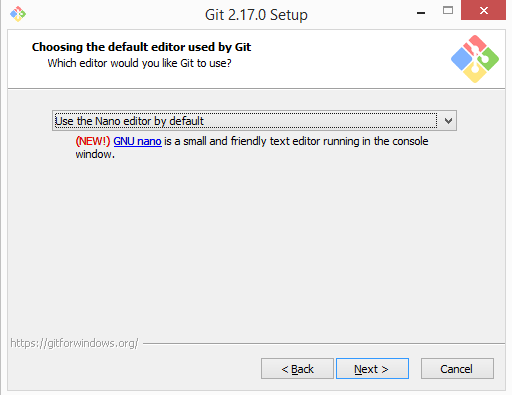 Git 2.17.0 Setup
Choosing the default editor used by Git
Which editor would you like Git to use?
Use the Nano editor by default
(NEW!) GNU nano is a small and friendly text editor running in the console
window.
https://gitforwindows.org/
< Back
Next >
Cancel